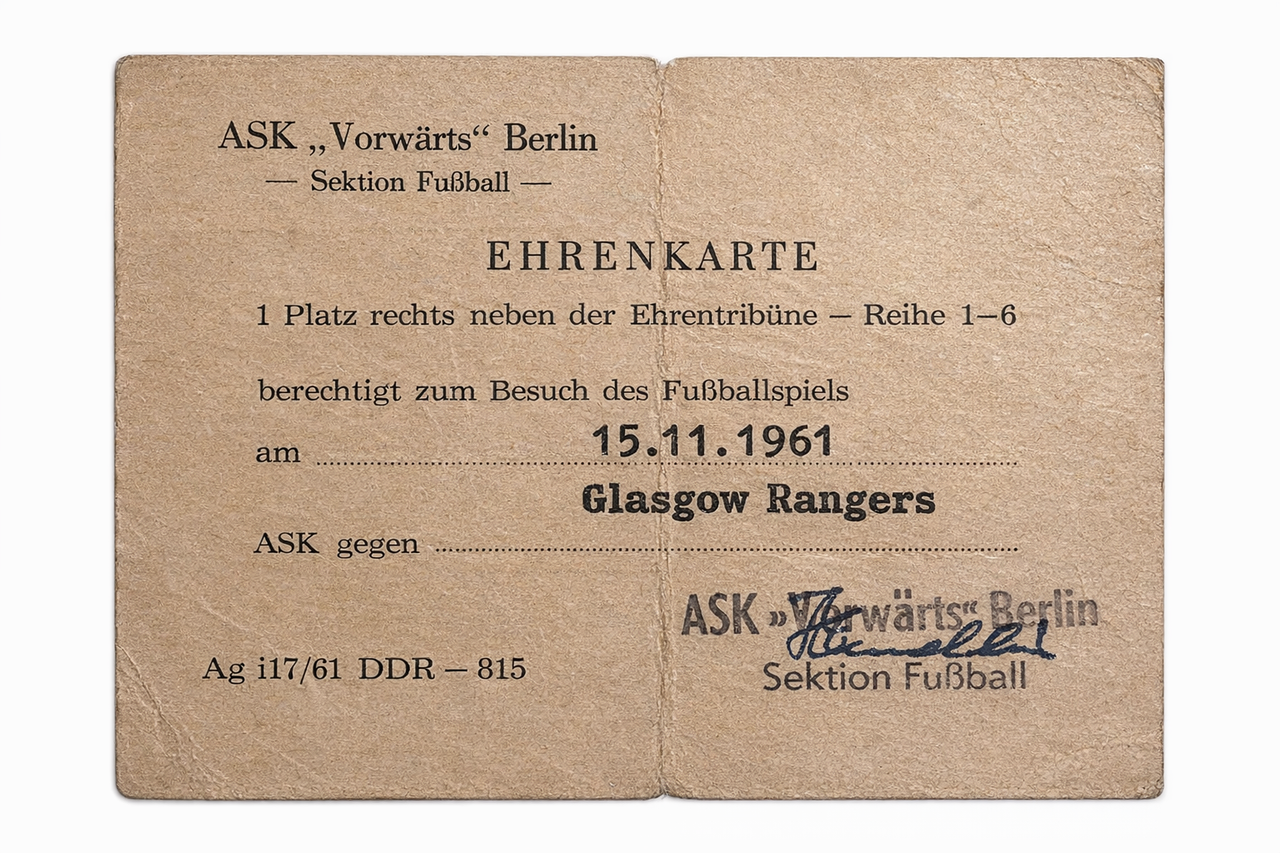 ASK „Vorwärts“ Berlin
— Sektion Fußball —
EHRENKARTE
1 Platz rechts neben der Ehrentribüne — Reihe 1—6
berechtigt zum Besuch des Fußballspiels
am 15.11.1961
Glasgow Rangers
ASK gegen
ASK »Vorwärts“ Berlin
Sektion Fußball
Ag i17/61 DDR — 815